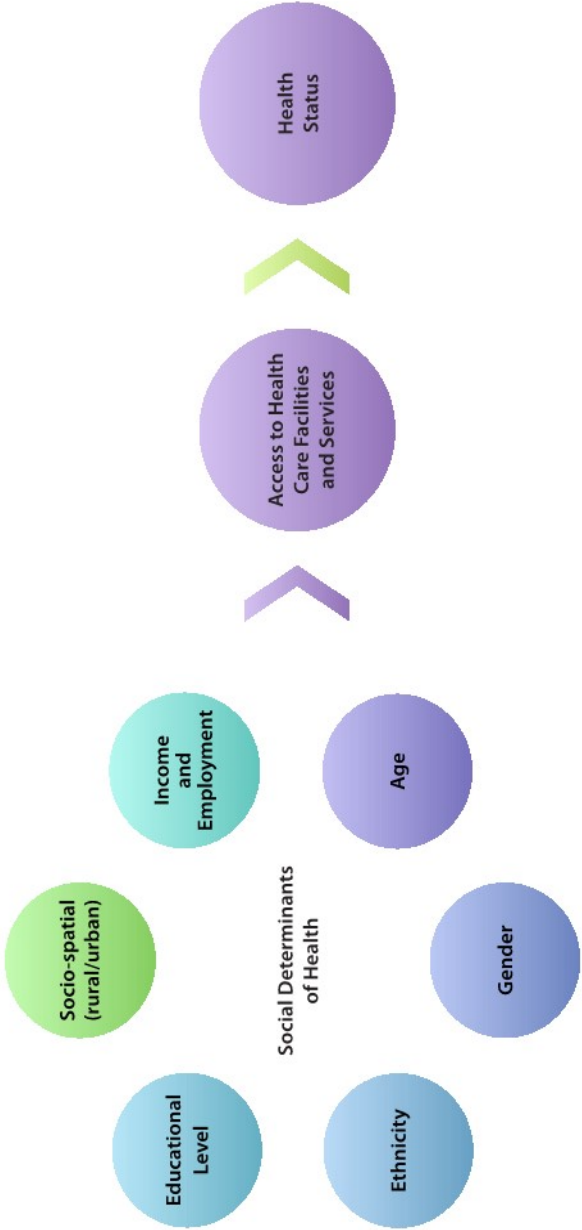 Socio-spatial
(rural/urban)
Educational
Level
Income
and
Employment
Social Determinants
of Health
Ethnicity
Age
Gender
Access to Health
Care Facilities
and Services
Health
Status